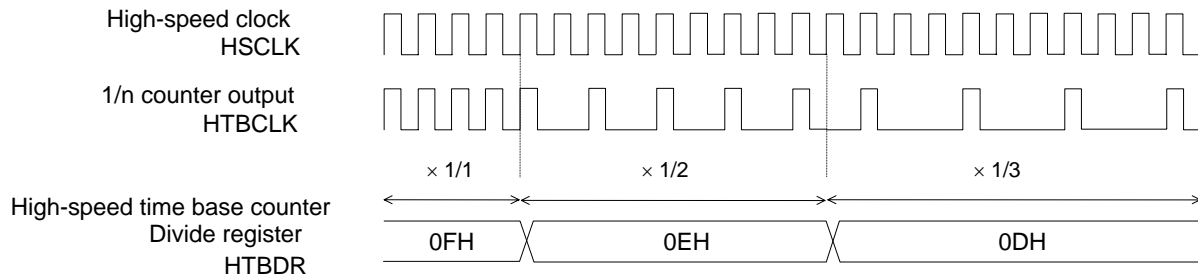 High-speed clock
HSCLK
1/n counter output
HTBCLK
× 1/1
× 1/2
× 1/3
High-speed time base counter
Divide register
HTBDR
0FH
0EH
0DH